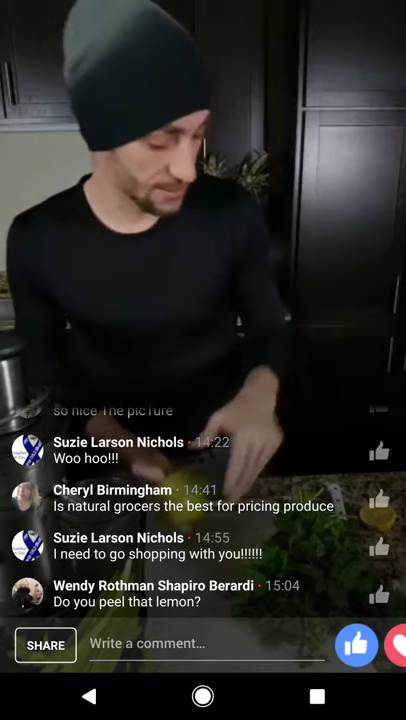 so nice The picTure
Suzie Larson Nichols • 14:22
Woo hoo!!!
Cheryl Birmingham · 14:41
Is natural grocers the best for pricing produce
Suzie Larson Nichols • 14:55
I need to go shopping with you!!!!!!
Wendy Rothman Shapiro Berardi • 15:04
Do you peel that lemon?
SHARE
Write a comment…